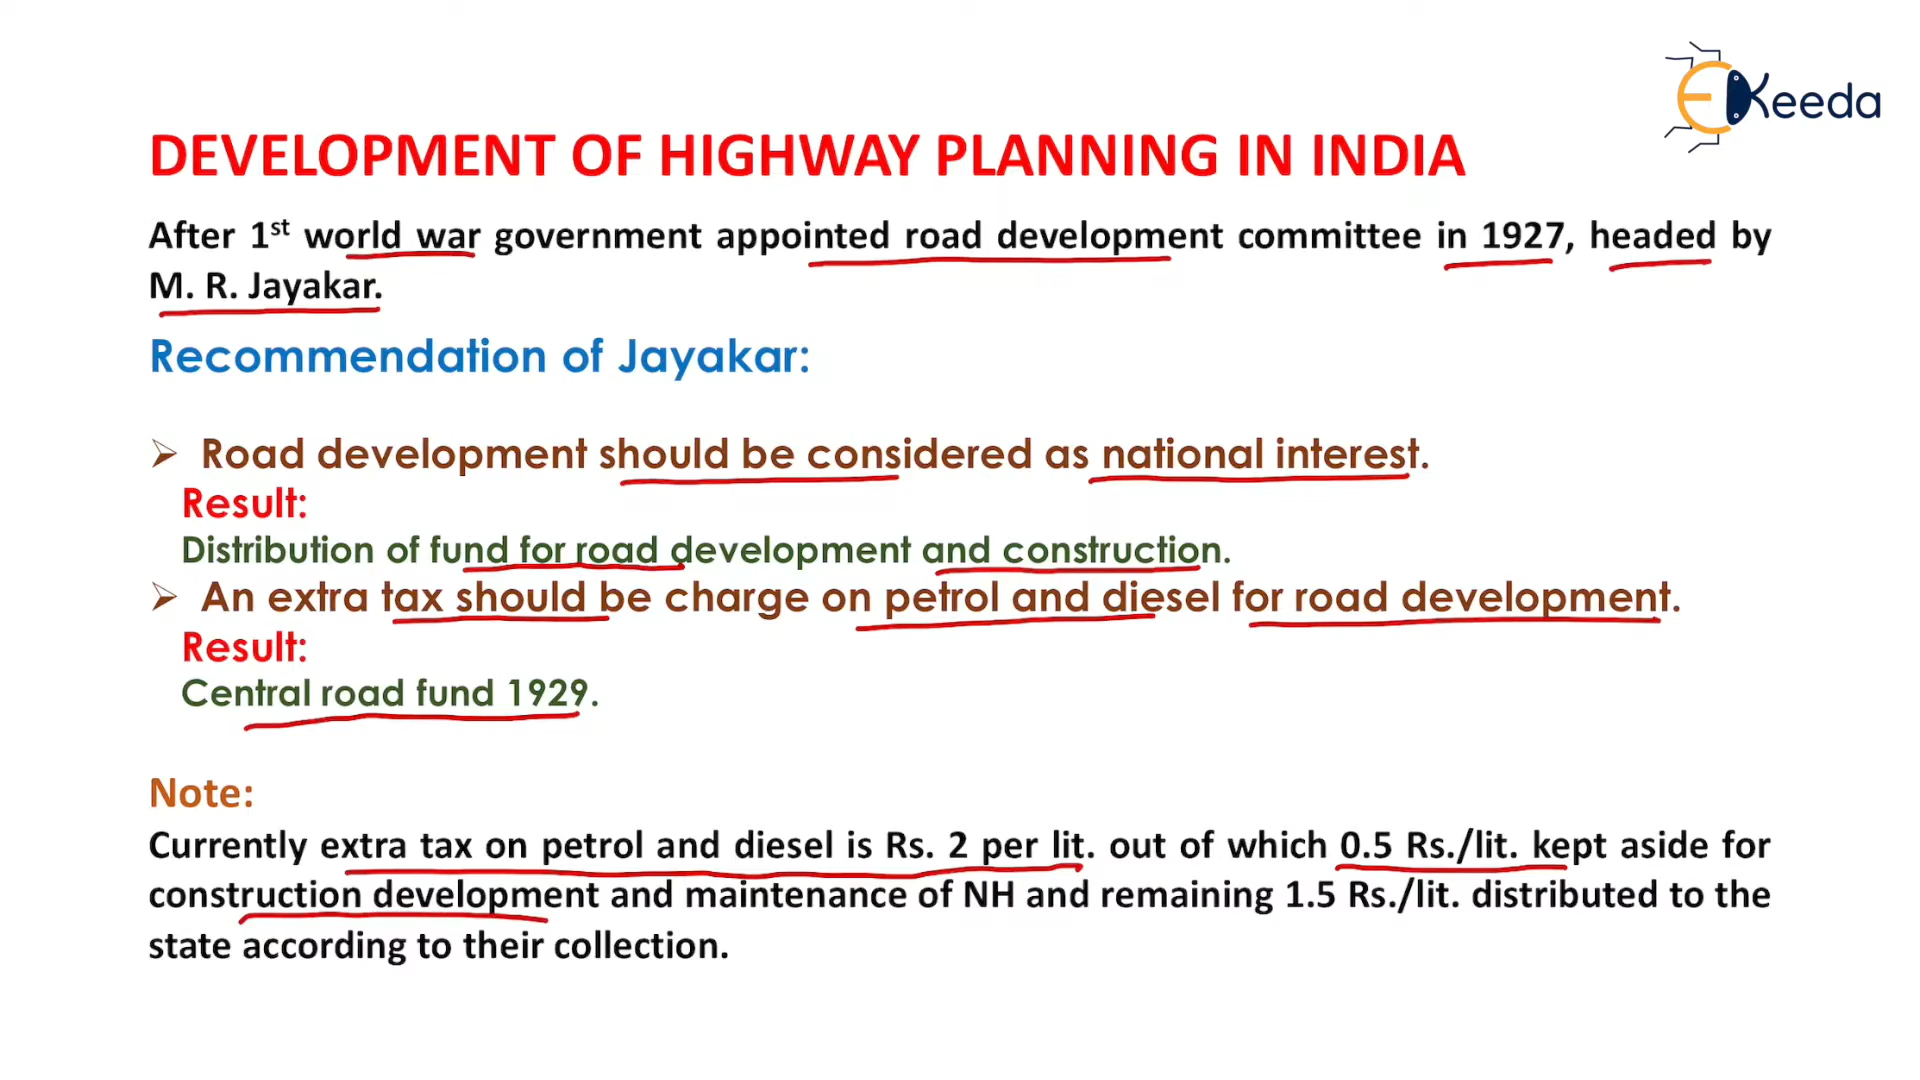 EKeeda
DEVELOPMENT OF HIGHWAY PLANNING IN INDIA
After 1st world war government appointed road development committee in 1927, headed by
M. R. Jayakar.
Recommendation of Jayakar:
➢ Road development should be considered as national interest.
Result:
Distribution of fund for road development and construction.
➢ An extra tax should be charge on petrol and diesel for road development.
Result:
Central road fund 1929.
Note:
Currently extra tax on petrol and diesel is Rs. 2 per lit. out of which 0.5 Rs./lit. kept aside for
construction development and maintenance of NH and remaining 1.5 Rs./lit. distributed to the
state according to their collection.